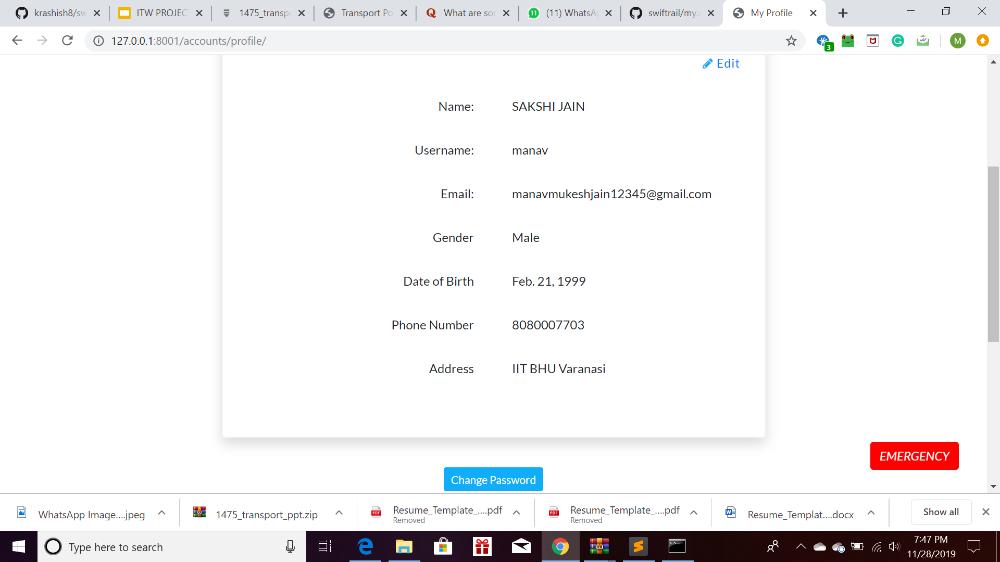 krashish8/sw
ITW PROJEC
1475_transp
Transport Po
What are sor
(11) WhatsA
swiftrail/my.
My Profile
127.0.0.1:8001/accounts/profile/
3
M
Edit
Name: SAKSHI JAIN
Username: manav
Email: manavmukeshjain12345@gmail.com
Gender Male
Date of Birth Feb. 21, 1999
Phone Number 8080007703
Address IIT BHU Varanasi
EMERGENCY
Change Password
WhatsApp Image....jpeg
1475_transport_ppt.zip
Resume_Template_....pdf
Removed
Resume_Template_....pdf
Removed
Resume_Templat....docx
Show all
Type here to search
7:47 PM
11/28/2019